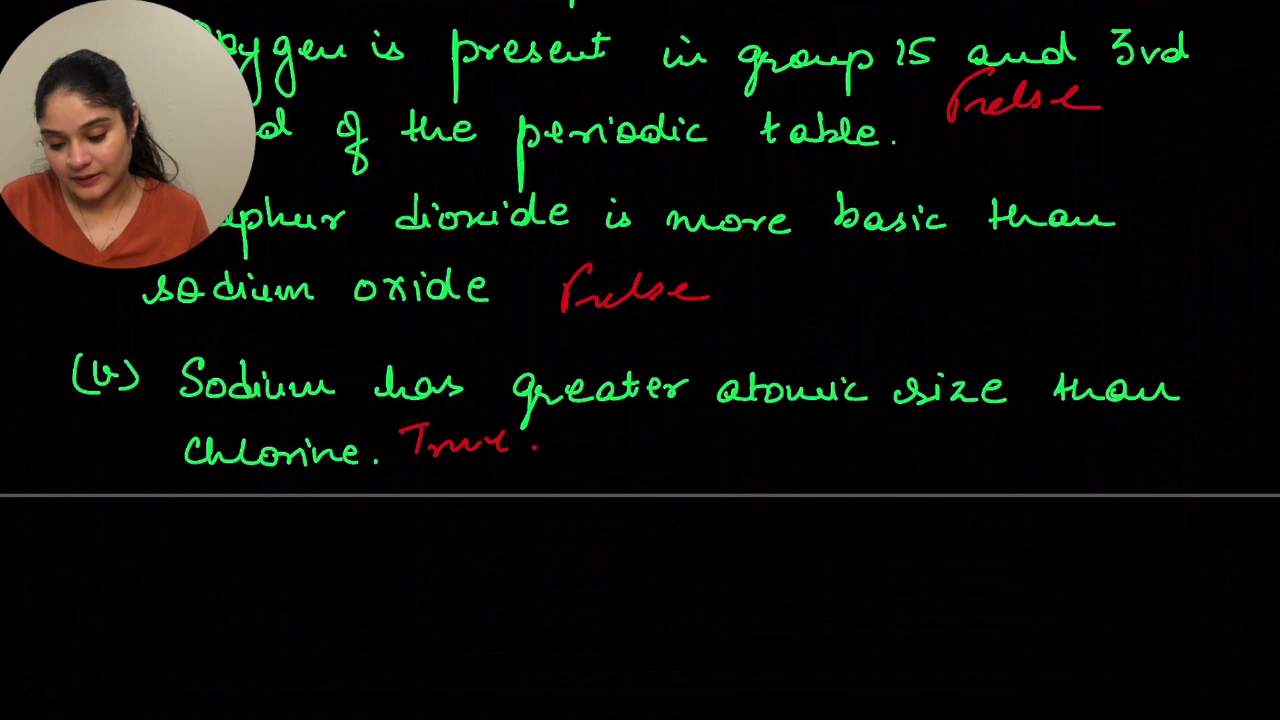 is present in group 15 and 3rd
False
of the periodic table.
dioxide is more basic than
sodium oxide False
(v) Sodium has greater atomic size than
Chlorine. True.